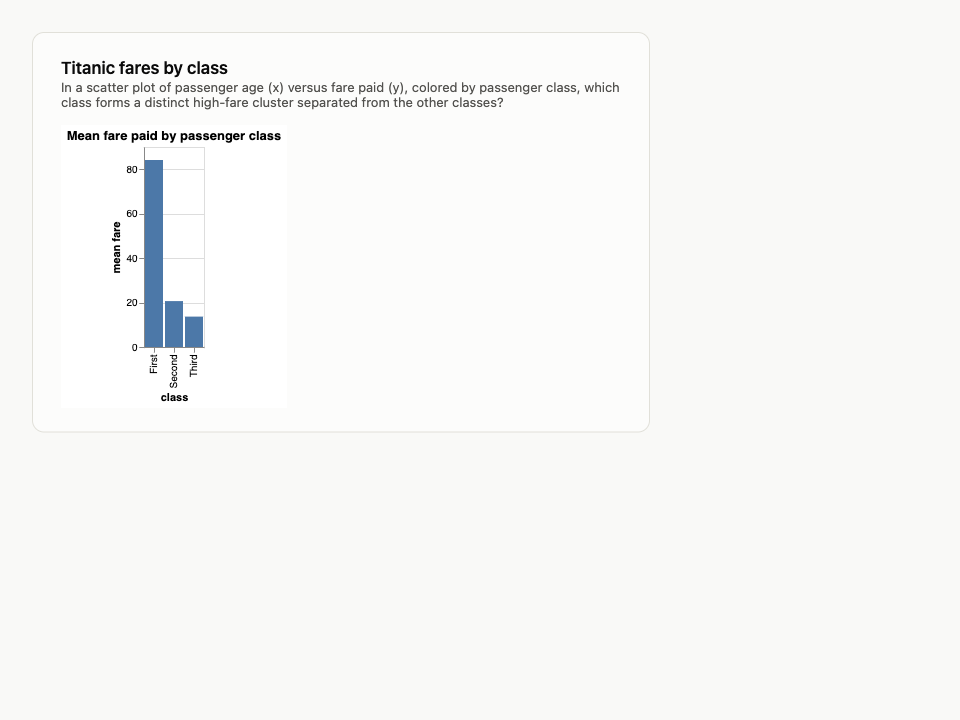 Titanic fares by class
In a scatter plot of passenger age (x) versus fare paid (y), colored by passenger class, which
class forms a distinct high-fare cluster separated from the other classes?
Mean fare paid by passenger class
80
60
40
20
0
mean fare
First
Second
Third
class